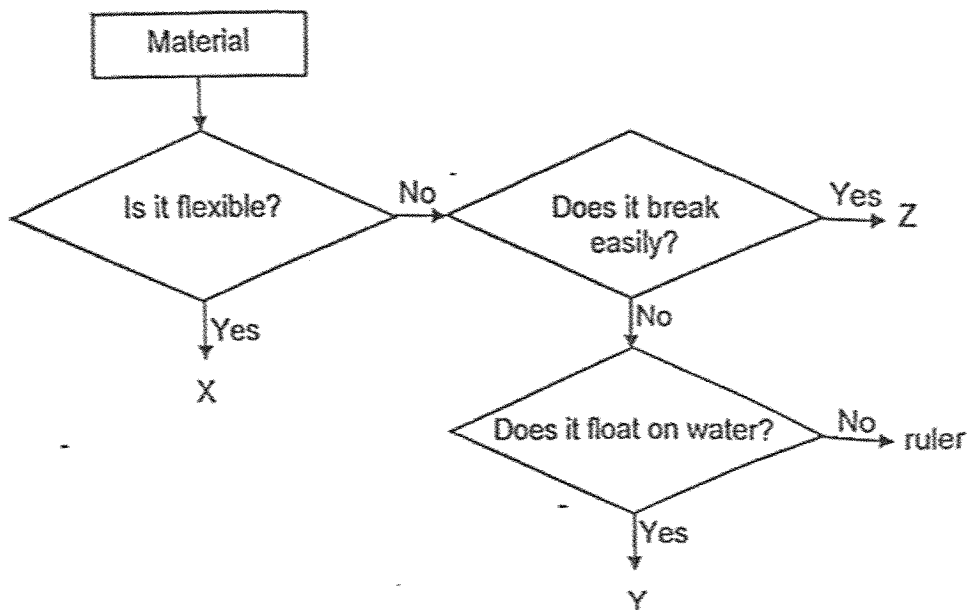 Material
Is it flexible?
No
Does it break
easily?
Yes
Z
Yes
X
No
Does it float on water?
No
ruler
Yes
Y